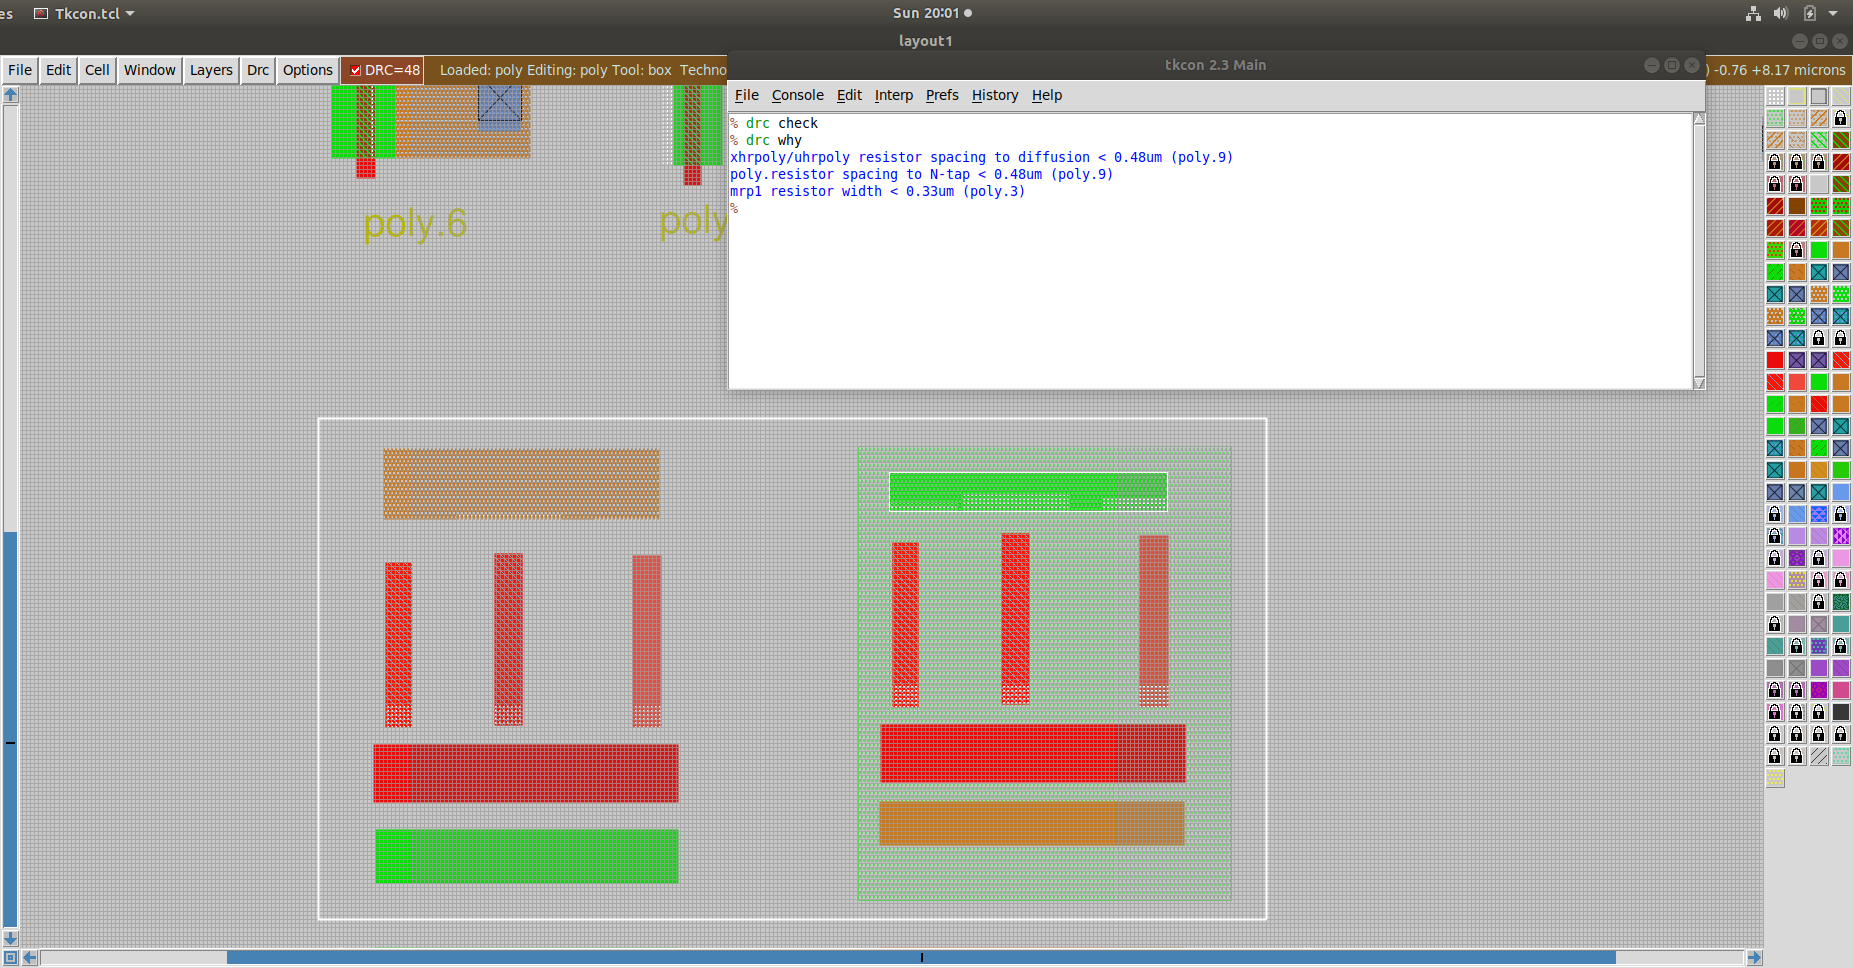 es Tkcon.tcl Sun 20:01
layout1
File Edit Cell Window Layers Drc Options DRC=48 Loaded: poly Editing: poly Tool: box Techno ) -0.76 +8.17 microns
tkcon 2.3 Main
File Console Edit Interp Prefs History Help
% drc check
% drc why
xhrpoly/uhrpoly resistor spacing to diffusion < 0.48um (poly.9)
poly.resistor spacing to N-tap < 0.48um (poly.9)
mrp1 resistor width < 0.33um (poly.3)
%
poly.6 poly